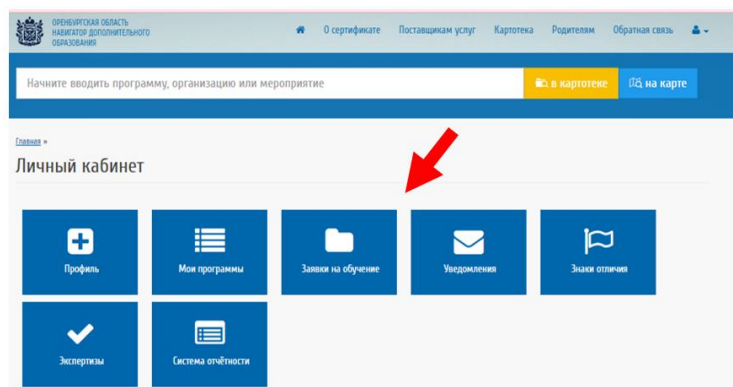 ОРЕНБУРГСКАЯ ОБЛАСТЬ
НАВИГАТОР ДОПОЛНИТЕЛЬНОГО
ОБРАЗОВАНИЯ
О сертификате Поставщикам услуг Картотека Родителям Обратная связь
Начните вводить программу, организацию или мероприятие
в картотеке на карте
Главная »
Личный кабинет
Профиль Мои программы Заявки на обучение Уведомления Знаки отличия
Экспертизы Система отчётности